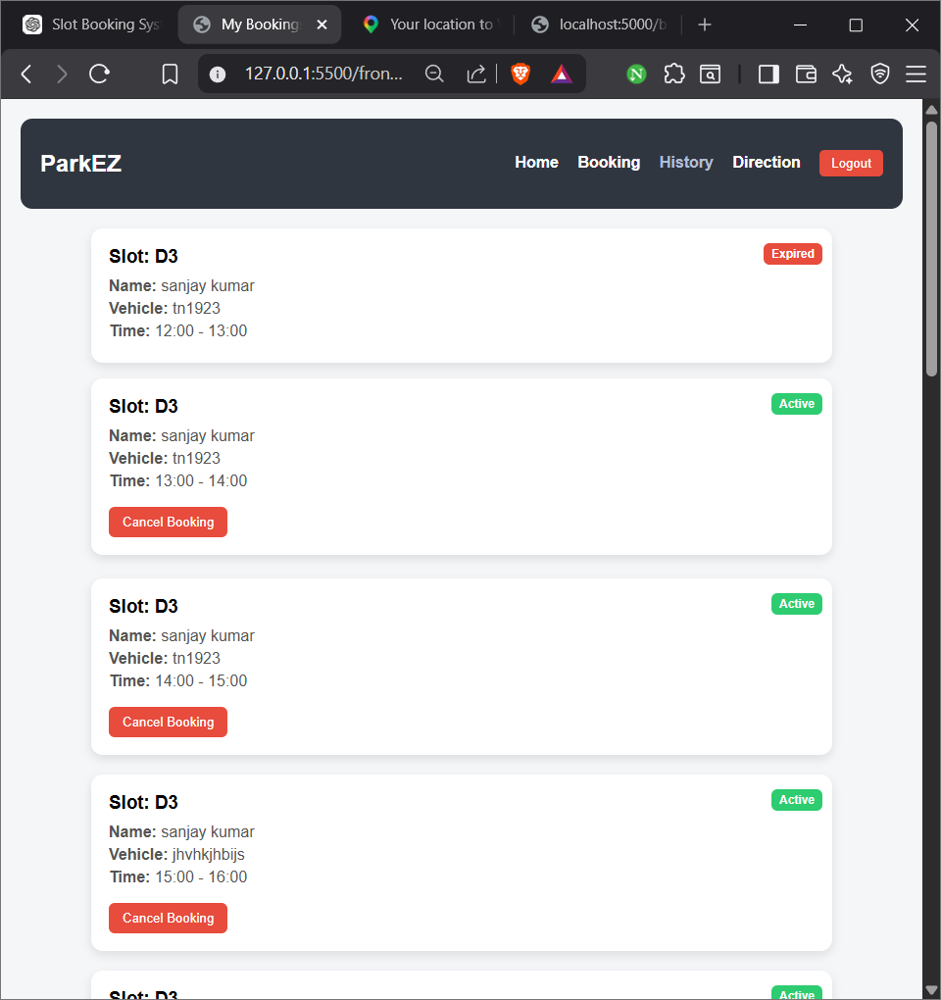 Slot Booking Sys
My Booking
Your location to
localhost:5000/b
127.0.0.1:5500/fron...
N
ParkEZ
Home Booking History Direction Logout
Slot: D3 Expired
Name: sanjay kumar
Vehicle: tn1923
Time: 12:00 - 13:00
Slot: D3 Active
Name: sanjay kumar
Vehicle: tn1923
Time: 13:00 - 14:00
Cancel Booking
Slot: D3 Active
Name: sanjay kumar
Vehicle: tn1923
Time: 14:00 - 15:00
Cancel Booking
Slot: D3 Active
Name: sanjay kumar
Vehicle: jhvhkjhbijs
Time: 15:00 - 16:00
Cancel Booking
Slot: D3 Active